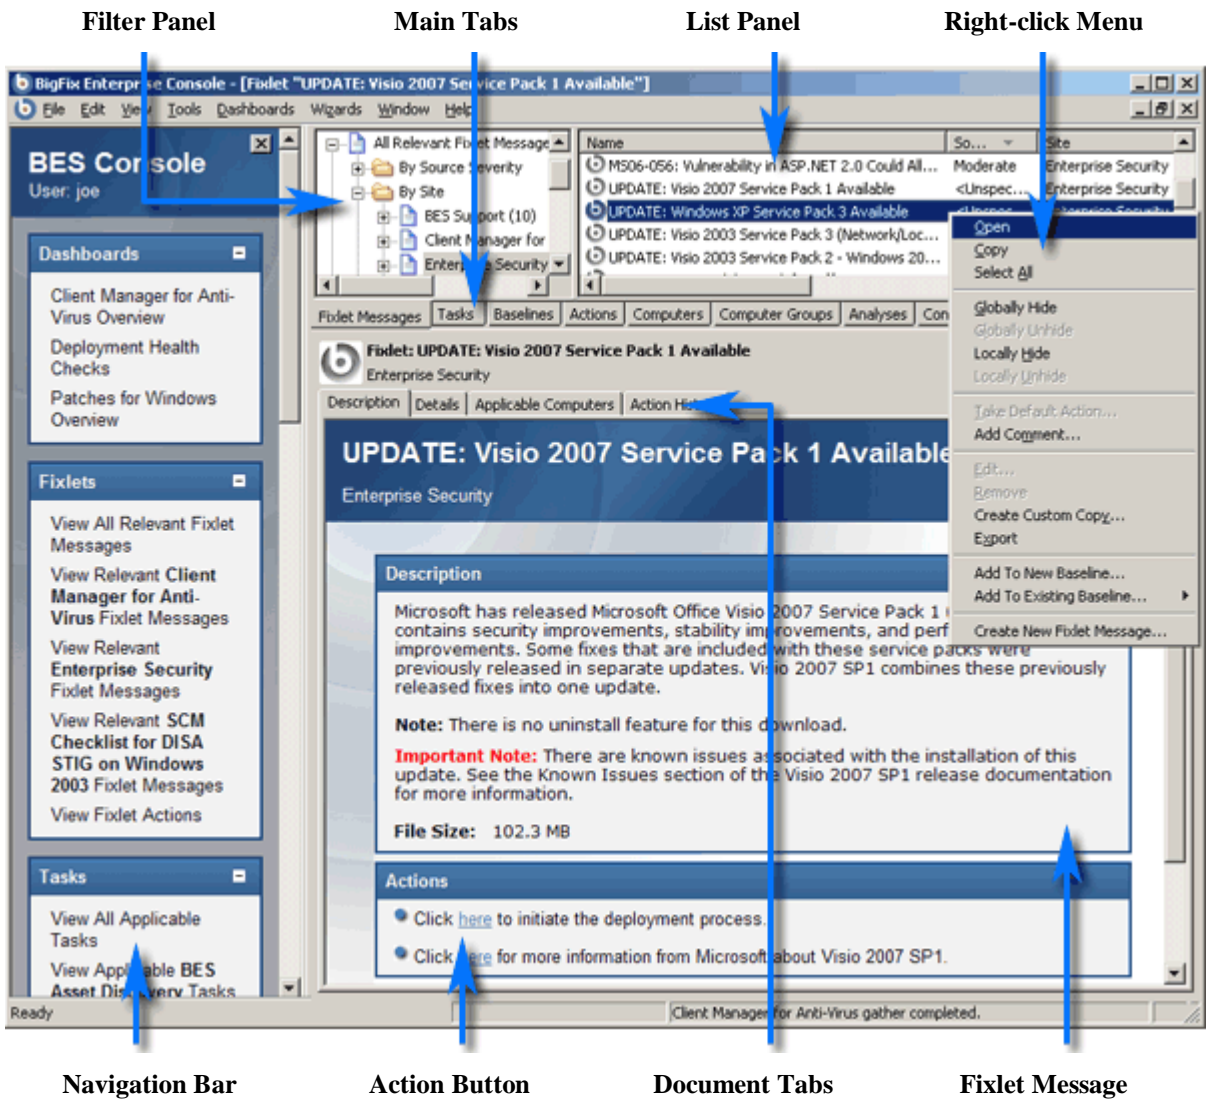 Filter Panel
Main Tabs
List Panel
Right-click Menu
BigFix Enterprise Console - [Fixlet "UPDATE: Visio 2007 Service Pack 1 Available"]
File Edit View Tools Dashboards Wizards Window Help
BES Console
User: joe
Dashboards
Client Manager for Anti-
Virus Overview
Deployment Health
Checks
Patches for Windows
Overview
Fixlets
View All Relevant Fixlet
Messages
View Relevant Client
Manager for Anti-
Virus Fixlet Messages
View Relevant
Enterprise Security
Fixlet Messages
View Relevant SCM
Checklist for DISA
STIG on Windows
2003 Fixlet Messages
View Fixlet Actions
Tasks
View All Applicable
Tasks
View Applicable BES
Asset Discovery Tasks
All Relevant Fixlet Message
By Source Severity
By Site
BES Support (10)
Client Manager for
Enterprise Security
Name So... Site
MS06-056: Vulnerability in ASP.NET 2.0 Could All... Moderate Enterprise Security
UPDATE: Visio 2007 Service Pack 1 Available <Unspec... Enterprise Security
UPDATE: Windows XP Service Pack 3 Available <Unspec... Enterprise Security
UPDATE: Visio 2003 Service Pack 3 (Network/Loc...
UPDATE: Visio 2003 Service Pack 2 - Windows 20...
Fixlet Messages Tasks Baselines Actions Computers Computer Groups Analyses Con
Fixlet: UPDATE: Visio 2007 Service Pack 1 Available
Enterprise Security
Description Details Applicable Computers Action Hist
UPDATE: Visio 2007 Service Pack 1 Available
Enterprise Security
Description
Microsoft has released Microsoft Office Visio 2007 Service Pack 1
contains security improvements, stability improvements, and perf
improvements. Some fixes that are included with these service packs were
previously released in separate updates. Visio 2007 SP1 combines these previously
released fixes into one update.
Note: There is no uninstall feature for this download.
Important Note: There are known issues associated with the installation of this
update. See the Known Issues section of the Visio 2007 SP1 release documentation
for more information.
File Size: 102.3 MB
Actions
Click here to initiate the deployment process.
Click here for more information from Microsoft about Visio 2007 SP1.
Open
Copy
Select All
Globally Hide
Globally Unhide
Locally Hide
Locally Unhide
Take Default Action...
Add Comment...
Edit...
Remove
Create Custom Copy...
Export
Add To New Baseline...
Add To Existing Baseline...
Create New Fixlet Message...
Ready
Client Manager for Anti-Virus gather completed.
Navigation Bar
Action Button
Document Tabs
Fixlet Message